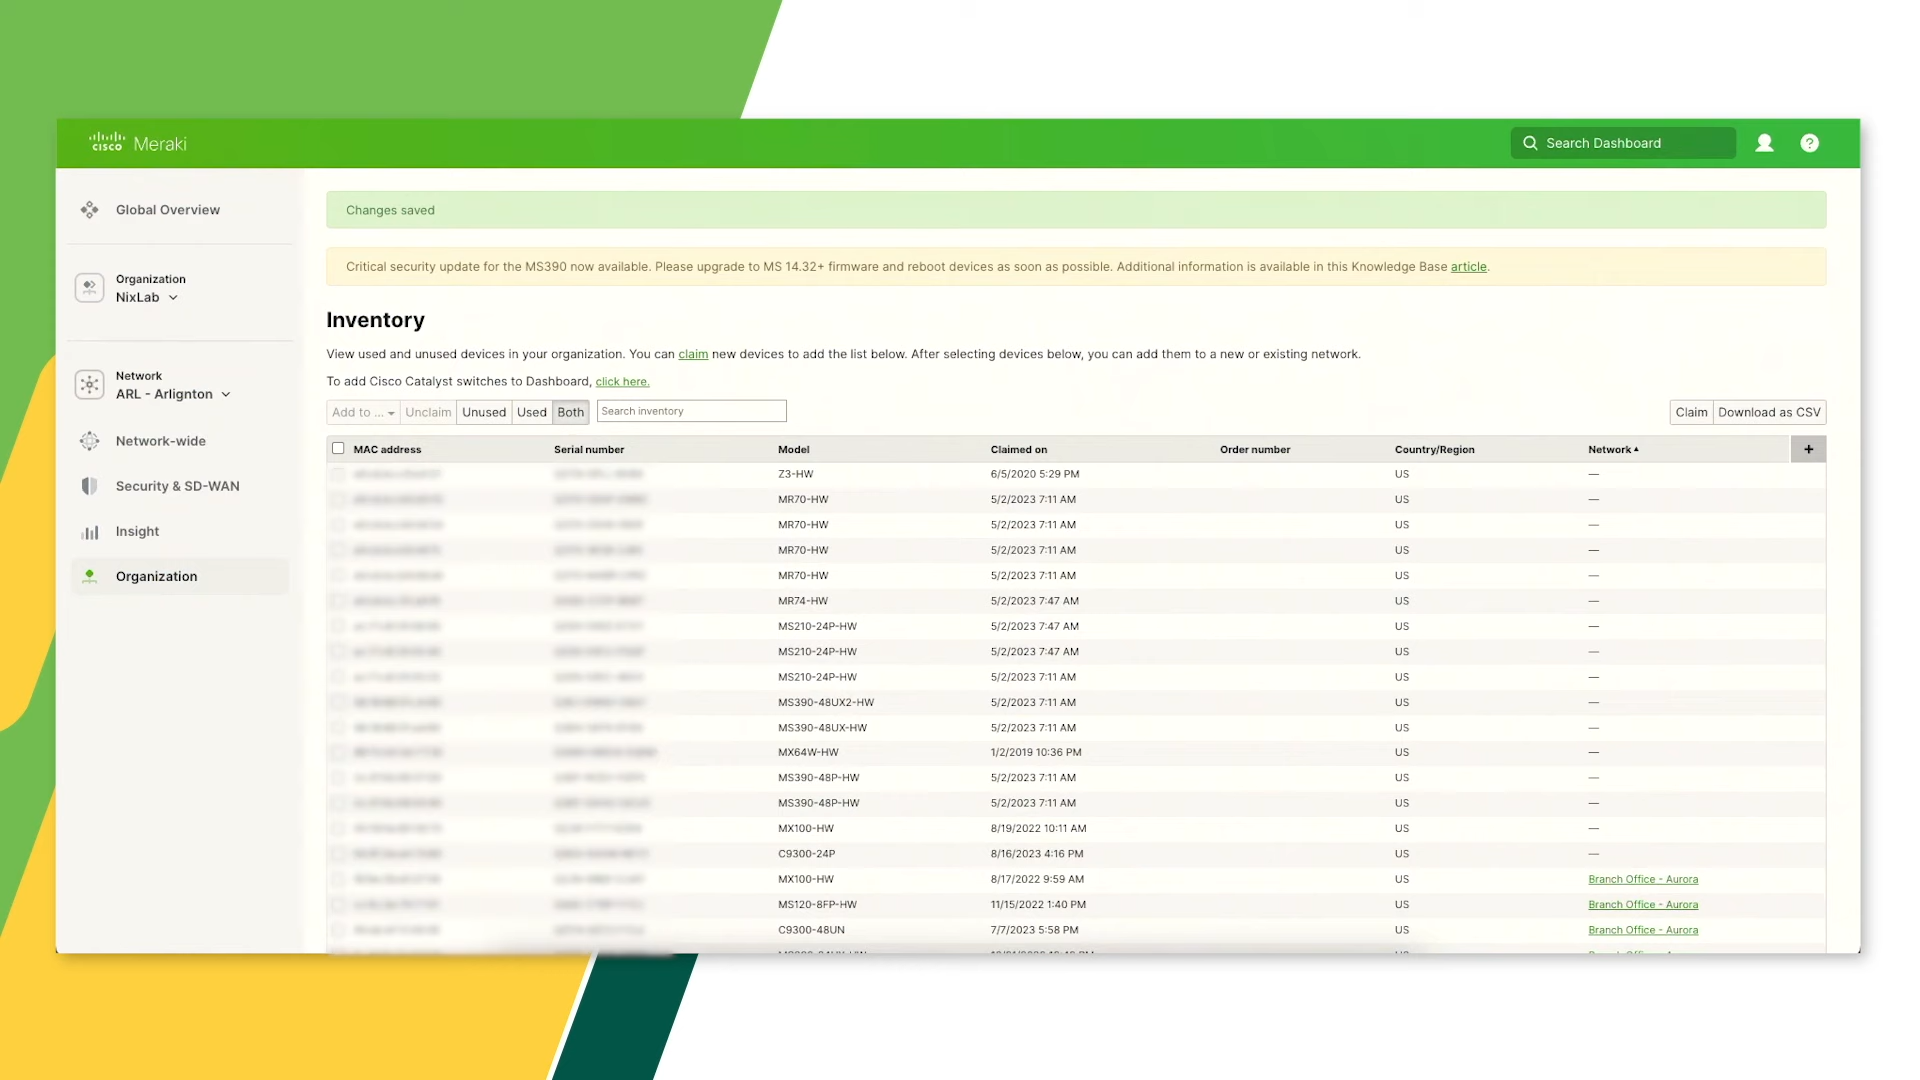 cisco Meraki
Search Dashboard
?
Global Overview
Organization
NixLab
Network
ARL - Arlignton
Network-wide
Security & SD-WAN
Insight
Organization
Changes saved
Critical security update for the MS390 now available. Please upgrade to MS 14.32+ firmware and reboot devices as soon as possible. Additional information is available in this Knowledge Base article.
Inventory
View used and unused devices in your organization. You can claim new devices to add the list below. After selecting devices below, you can add them to a new or existing network.
To add Cisco Catalyst switches to Dashboard, click here.
Add to ... Unclaim Unused Used Both Search inventory Claim Download as CSV
MAC address Serial number Model Claimed on Order number Country/Region Network +
Z3-HW 6/5/2020 5:29 PM US —
MR70-HW 5/2/2023 7:11 AM US —
MR70-HW 5/2/2023 7:11 AM US —
MR70-HW 5/2/2023 7:11 AM US —
MR70-HW 5/2/2023 7:11 AM US —
MR74-HW 5/2/2023 7:47 AM US —
MS210-24P-HW 5/2/2023 7:47 AM US —
MS210-24P-HW 5/2/2023 7:47 AM US —
MS210-24P-HW 5/2/2023 7:11 AM US —
MS390-48UX2-HW 5/2/2023 7:11 AM US —
MS390-48UX-HW 5/2/2023 7:11 AM US —
MX64W-HW 1/2/2019 10:36 PM US —
MS390-48P-HW 5/2/2023 7:11 AM US —
MS390-48P-HW 5/2/2023 7:11 AM US —
MX100-HW 8/19/2022 10:11 AM US —
C9300-24P 8/16/2023 4:16 PM US —
MX100-HW 8/17/2022 9:59 AM US Branch Office - Aurora
MS120-8FP-HW 11/15/2022 1:40 PM US Branch Office - Aurora
C9300-48UN 7/7/2023 5:58 PM US Branch Office - Aurora